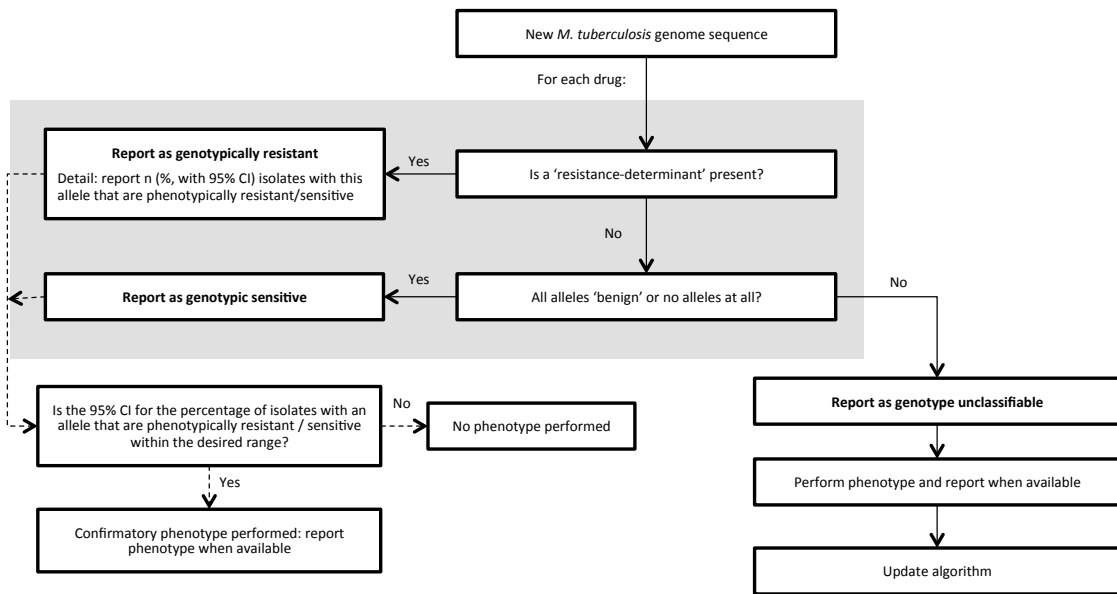 New M. tuberculosis genome sequence
For each drug:
Report as genotypically resistant
Detail: report n (%, with 95% CI) isolates with this
allele that are phenotypically resistant/sensitive
Yes
Is a ‘resistance-determinant’ present?
No
Report as genotypic sensitive
Yes
All alleles ‘benign’ or no alleles at all?
No
Is the 95% CI for the percentage of isolates with an
allele that are phenotypically resistant / sensitive
within the desired range?
No
No phenotype performed
Yes
Confirmatory phenotype performed: report
phenotype when available
Report as genotype unclassifiable
Perform phenotype and report when available
Update algorithm